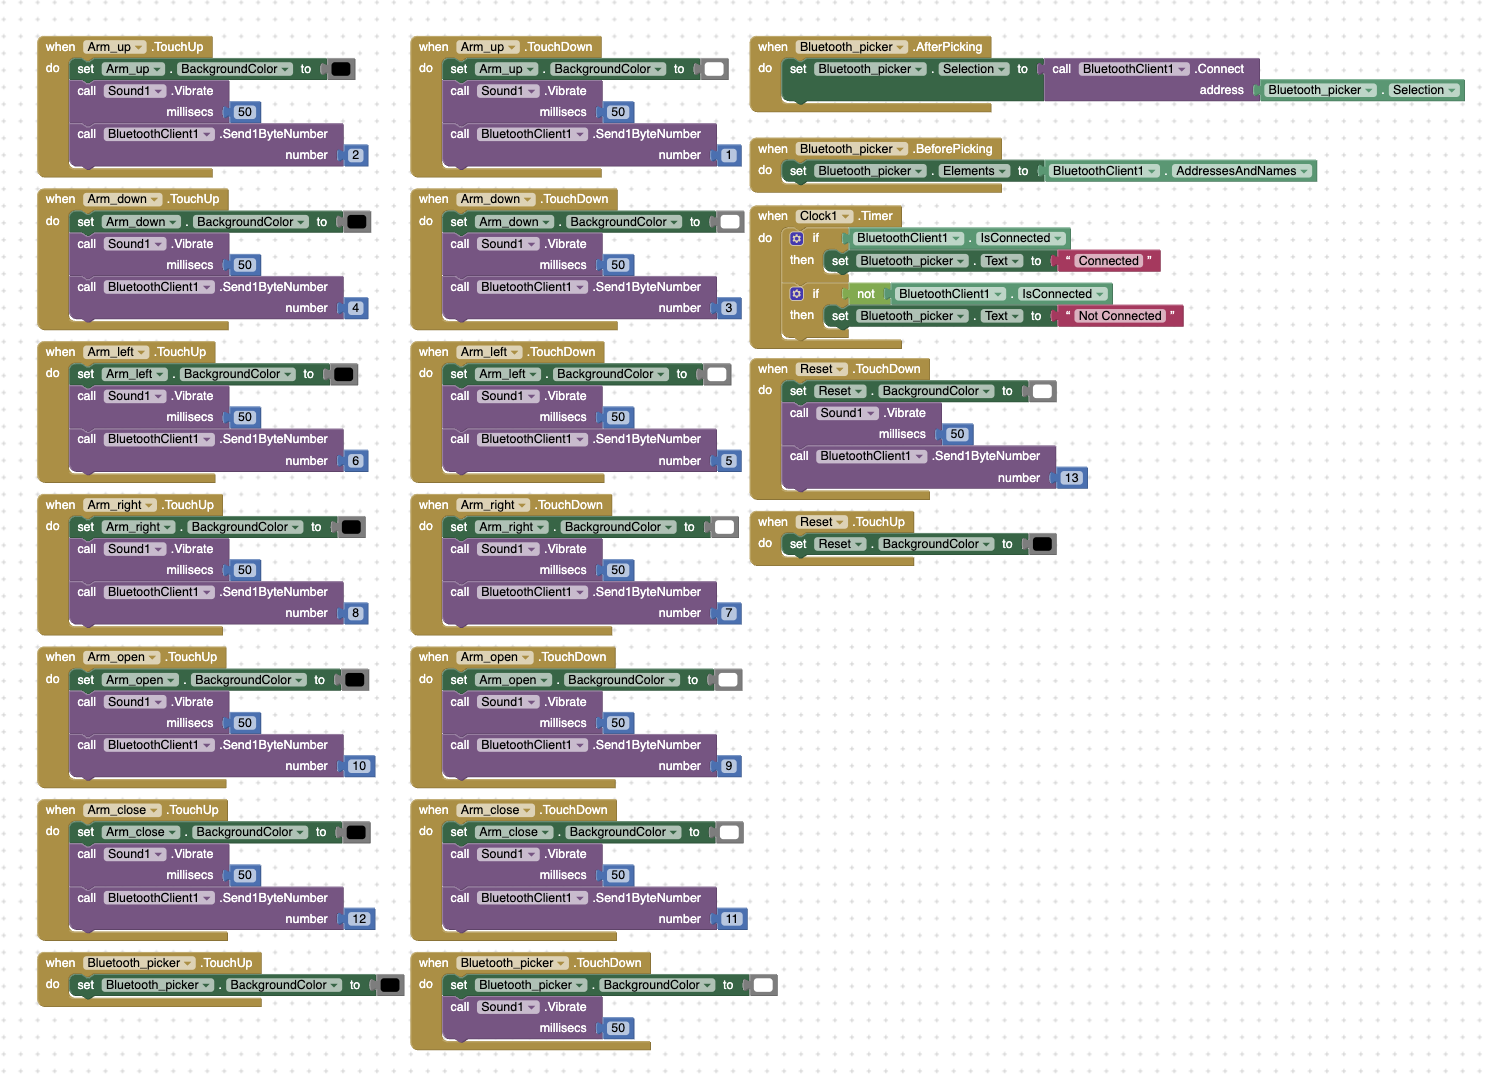 when Arm_up .TouchUp
do set Arm_up . BackgroundColor to
call Sound1 .Vibrate
millisecs 50
call BluetoothClient1 .Send1ByteNumber
number 2
when Arm_down .TouchUp
do set Arm_down . BackgroundColor to
call Sound1 .Vibrate
millisecs 50
call BluetoothClient1 .Send1ByteNumber
number 4
when Arm_left .TouchUp
do set Arm_left . BackgroundColor to
call Sound1 .Vibrate
millisecs 50
call BluetoothClient1 .Send1ByteNumber
number 6
when Arm_right .TouchUp
do set Arm_right . BackgroundColor to
call Sound1 .Vibrate
millisecs 50
call BluetoothClient1 .Send1ByteNumber
number 8
when Arm_open .TouchUp
do set Arm_open . BackgroundColor to
call Sound1 .Vibrate
millisecs 50
call BluetoothClient1 .Send1ByteNumber
number 10
when Arm_close .TouchUp
do set Arm_close . BackgroundColor to
call Sound1 .Vibrate
millisecs 50
call BluetoothClient1 .Send1ByteNumber
number 12
when Bluetooth_picker .TouchUp
do set Bluetooth_picker . BackgroundColor to
when Arm_up .TouchDown
do set Arm_up . BackgroundColor to
call Sound1 .Vibrate
millisecs 50
call BluetoothClient1 .Send1ByteNumber
number 1
when Arm_down .TouchDown
do set Arm_down . BackgroundColor to
call Sound1 .Vibrate
millisecs 50
call BluetoothClient1 .Send1ByteNumber
number 3
when Arm_left .TouchDown
do set Arm_left . BackgroundColor to
call Sound1 .Vibrate
millisecs 50
call BluetoothClient1 .Send1ByteNumber
number 5
when Arm_right .TouchDown
do set Arm_right . BackgroundColor to
call Sound1 .Vibrate
millisecs 50
call BluetoothClient1 .Send1ByteNumber
number 7
when Arm_open .TouchDown
do set Arm_open . BackgroundColor to
call Sound1 .Vibrate
millisecs 50
call BluetoothClient1 .Send1ByteNumber
number 9
when Arm_close .TouchDown
do set Arm_close . BackgroundColor to
call Sound1 .Vibrate
millisecs 50
call BluetoothClient1 .Send1ByteNumber
number 11
when Bluetooth_picker .TouchDown
do set Bluetooth_picker . BackgroundColor to
call Sound1 .Vibrate
millisecs 50
when Bluetooth_picker .AfterPicking
do set Bluetooth_picker . Selection to call BluetoothClient1 .Connect
address Bluetooth_picker . Selection
when Bluetooth_picker .BeforePicking
do set Bluetooth_picker . Elements to BluetoothClient1 . AddressesAndNames
when Clock1 .Timer
do if BluetoothClient1 . IsConnected
then set Bluetooth_picker . Text to “ Connected ”
if not BluetoothClient1 . IsConnected
then set Bluetooth_picker . Text to “ Not Connected ”
when Reset .TouchDown
do set Reset . BackgroundColor to
call Sound1 .Vibrate
millisecs 50
call BluetoothClient1 .Send1ByteNumber
number 13
when Reset .TouchUp
do set Reset . BackgroundColor to